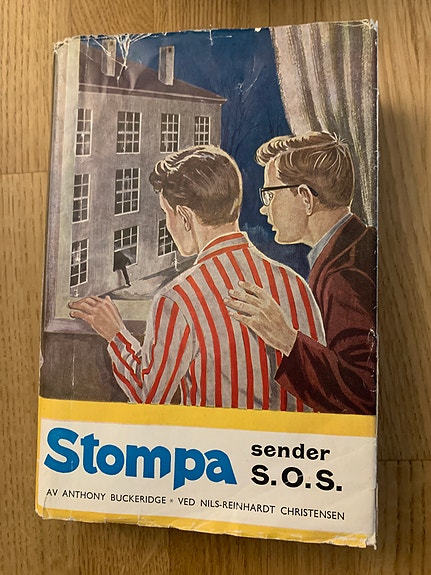 Stompa sender
S.O.S.
AV ANTHONY BUCKERIDGE * VED NILS-REINHARDT CHRISTENSEN